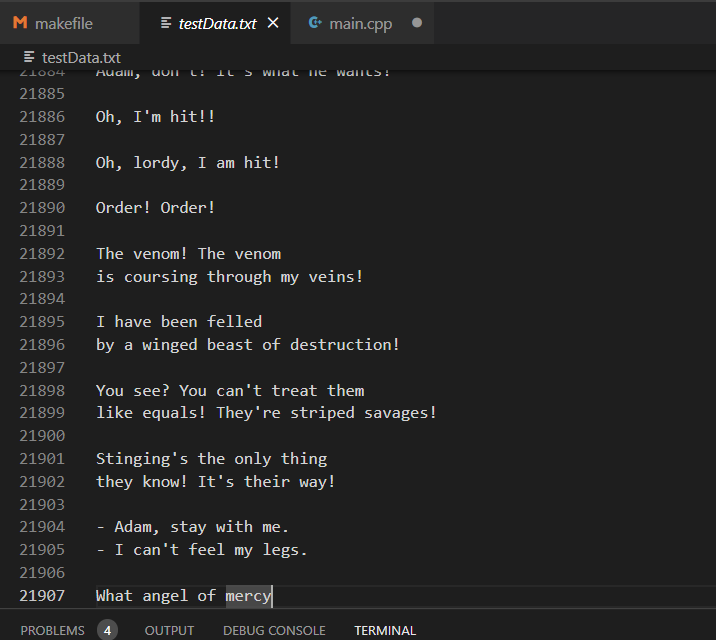 M makefile
testData.txt ×
main.cpp
testData.txt
21884 Adam, don't! It's what he wants!
21885
21886 Oh, I'm hit!!
21887
21888 Oh, lordy, I am hit!
21889
21890 Order! Order!
21891
21892 The venom! The venom
21893 is coursing through my veins!
21894
21895 I have been felled
21896 by a winged beast of destruction!
21897
21898 You see? You can't treat them
21899 like equals! They're striped savages!
21900
21901 Stinging's the only thing
21902 they know! It's their way!
21903
21904 - Adam, stay with me.
21905 - I can't feel my legs.
21906
21907 What angel of mercy
PROBLEMS 4 OUTPUT DEBUG CONSOLE TERMINAL